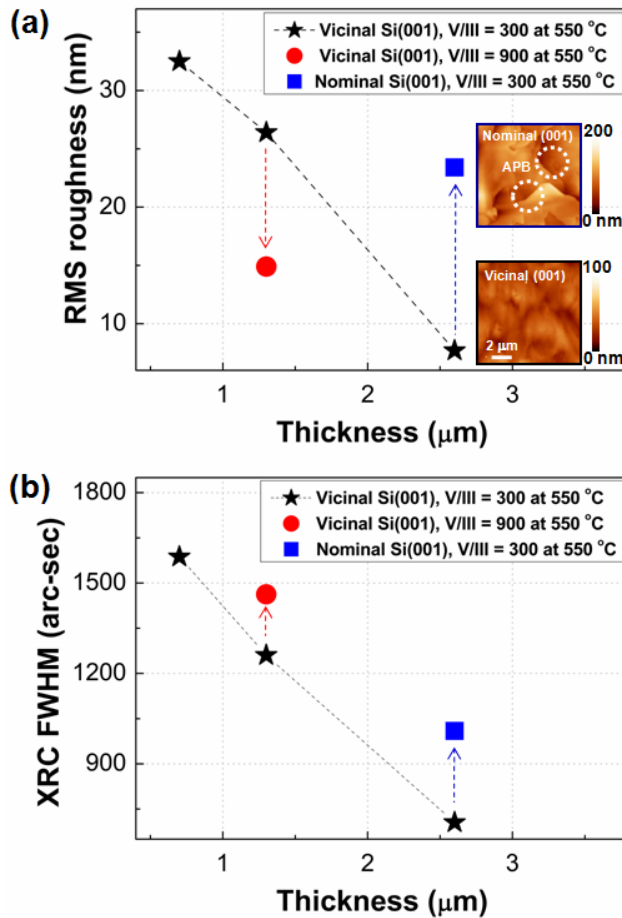 (a)
Vicinal Si(001), V/III = 300 at 550 °C
Vicinal Si(001), V/III = 900 at 550 °C
Nominal Si(001), V/III = 300 at 550 °C
RMS roughness (nm)
30
20
10
Nominal (001)
APB
200
0 nm
Vicinal (001)
2 μm
100
0 nm
1
2
3
Thickness (μm)
(b)
Vicinal Si(001), V/III = 300 at 550 °C
Vicinal Si(001), V/III = 900 at 550 °C
Nominal Si(001), V/III = 300 at 550 °C
XRC FWHM (arc-sec)
1800
1500
1200
900
1
2
3
Thickness (μm)